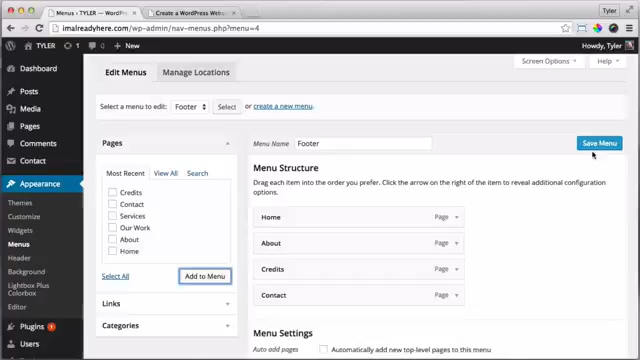 Menus ‹ TYLER — WordPr
Create a WordPress Webs
Tyler
imalreadyhere.com/wp-admin/nav-menus.php?menu=4
TYLER 1 0 + New Howdy, Tyler
Screen Options Help
Dashboard
Posts
Media
Pages
Comments
Contact
Appearance
Themes
Customize
Widgets
Menus
Header
Background
Lightbox Plus
Colorbox
Editor
Plugins 1
Users
Edit Menus Manage Locations
Select a menu to edit: Footer Select or create a new menu.
Pages
Most Recent View All Search
Credits
Contact
Services
Our Work
About
Home
Select All Add to Menu
Links
Categories
Menu Name Footer Save Menu
Menu Structure
Drag each item into the order you prefer. Click the arrow on the right of the item to reveal additional configuration
options.
Home Page
About Page
Credits Page
Contact Page
Menu Settings
Auto add pages Automatically add new top-level pages to this menu